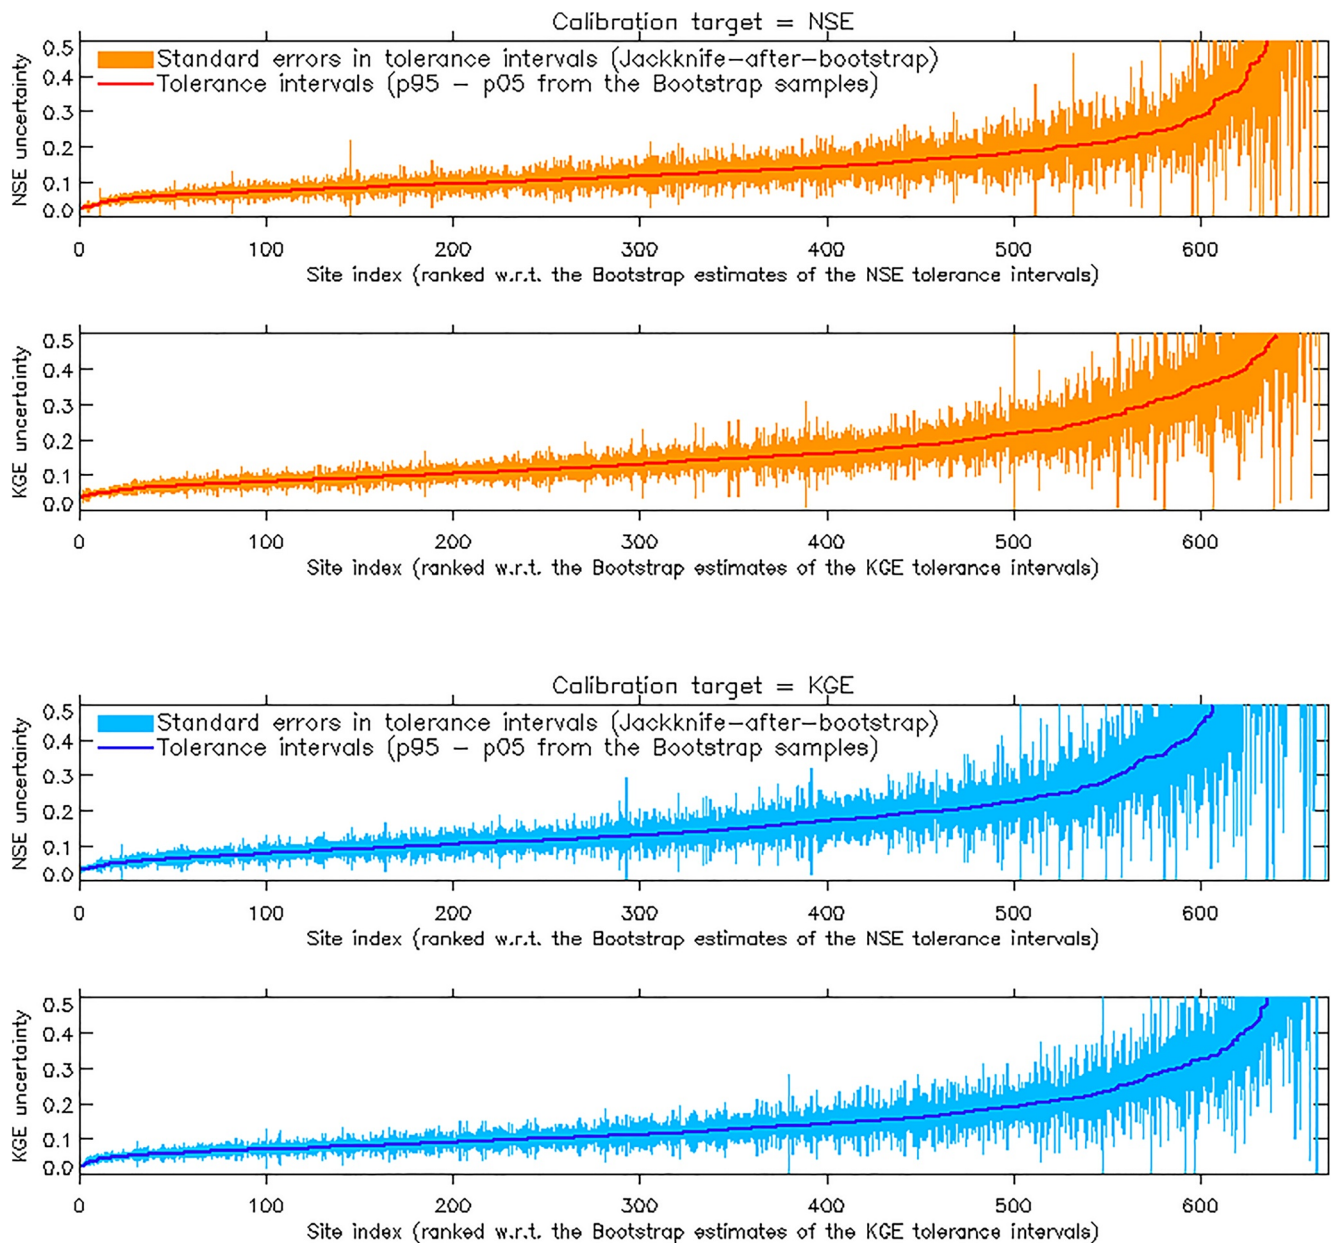 Calibration target = NSE
0.5
0.4
0.3
0.2
0.1
0.0
NSE uncertainty
Standard errors in tolerance intervals (Jackknife-after-bootstrap)
Tolerance intervals (p95 - p05 from the Bootstrap samples)
0 100 200 300 400 500 600
Site index (ranked w.r.t. the Bootstrap estimates of the NSE tolerance intervals)
0.5
0.4
0.3
0.2
0.1
0.0
KGE uncertainty
0 100 200 300 400 500 600
Site index (ranked w.r.t. the Bootstrap estimates of the KGE tolerance intervals)
Calibration target = KGE
0.5
0.4
0.3
0.2
0.1
0.0
NSE uncertainty
Standard errors in tolerance intervals (Jackknife-after-bootstrap)
Tolerance intervals (p95 - p05 from the Bootstrap samples)
0 100 200 300 400 500 600
Site index (ranked w.r.t. the Bootstrap estimates of the NSE tolerance intervals)
0.5
0.4
0.3
0.2
0.1
0.0
KGE uncertainty
0 100 200 300 400 500 600
Site index (ranked w.r.t. the Bootstrap estimates of the KGE tolerance intervals)